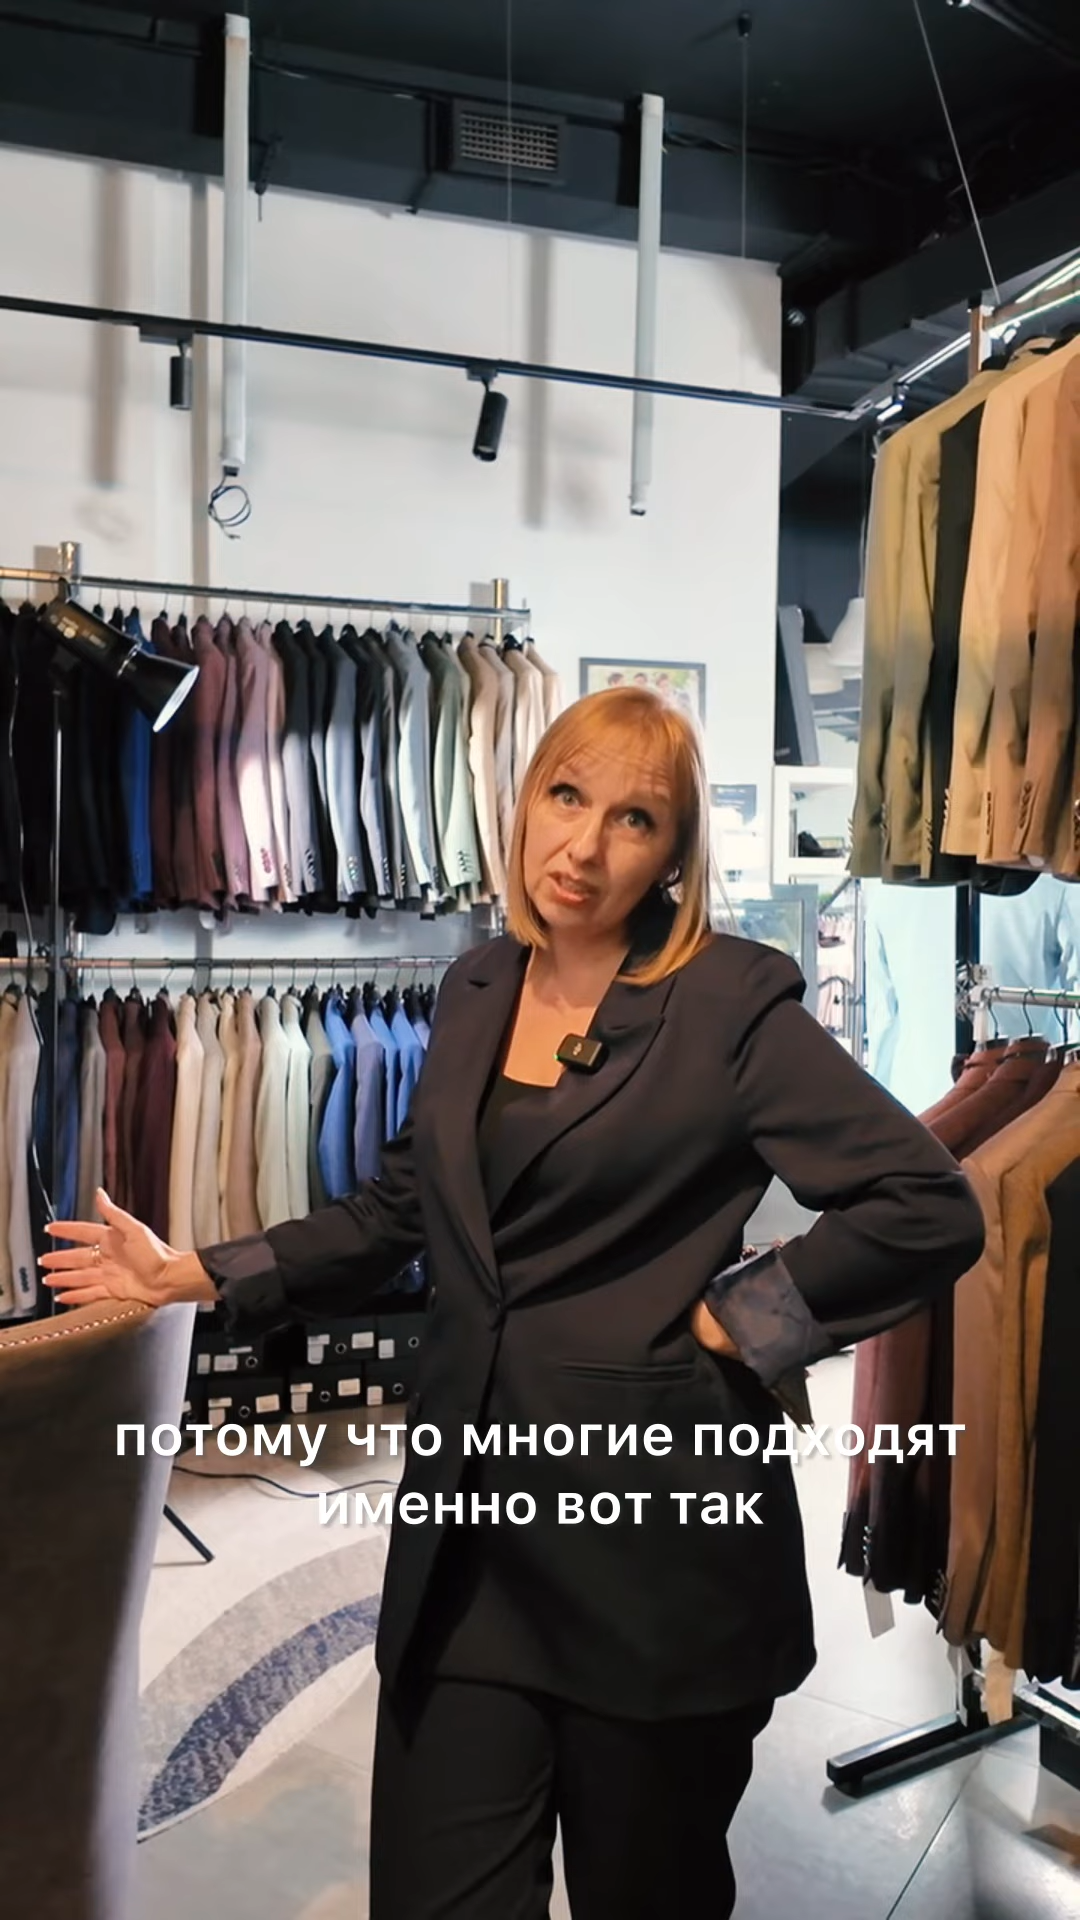 потому что многие подходят
именно вот так